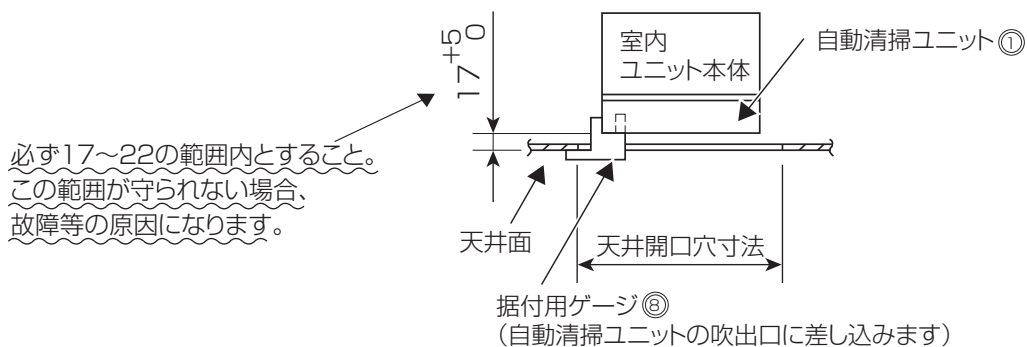 17 +5 0
室内
ユニット本体
自動清掃ユニット①
必ず17～22の範囲内とすること。
この範囲が守られない場合、
故障等の原因になります。
天井面
天井開口穴寸法
据付用ゲージ⑧
（自動清掃ユニットの吹出口に差し込みます）